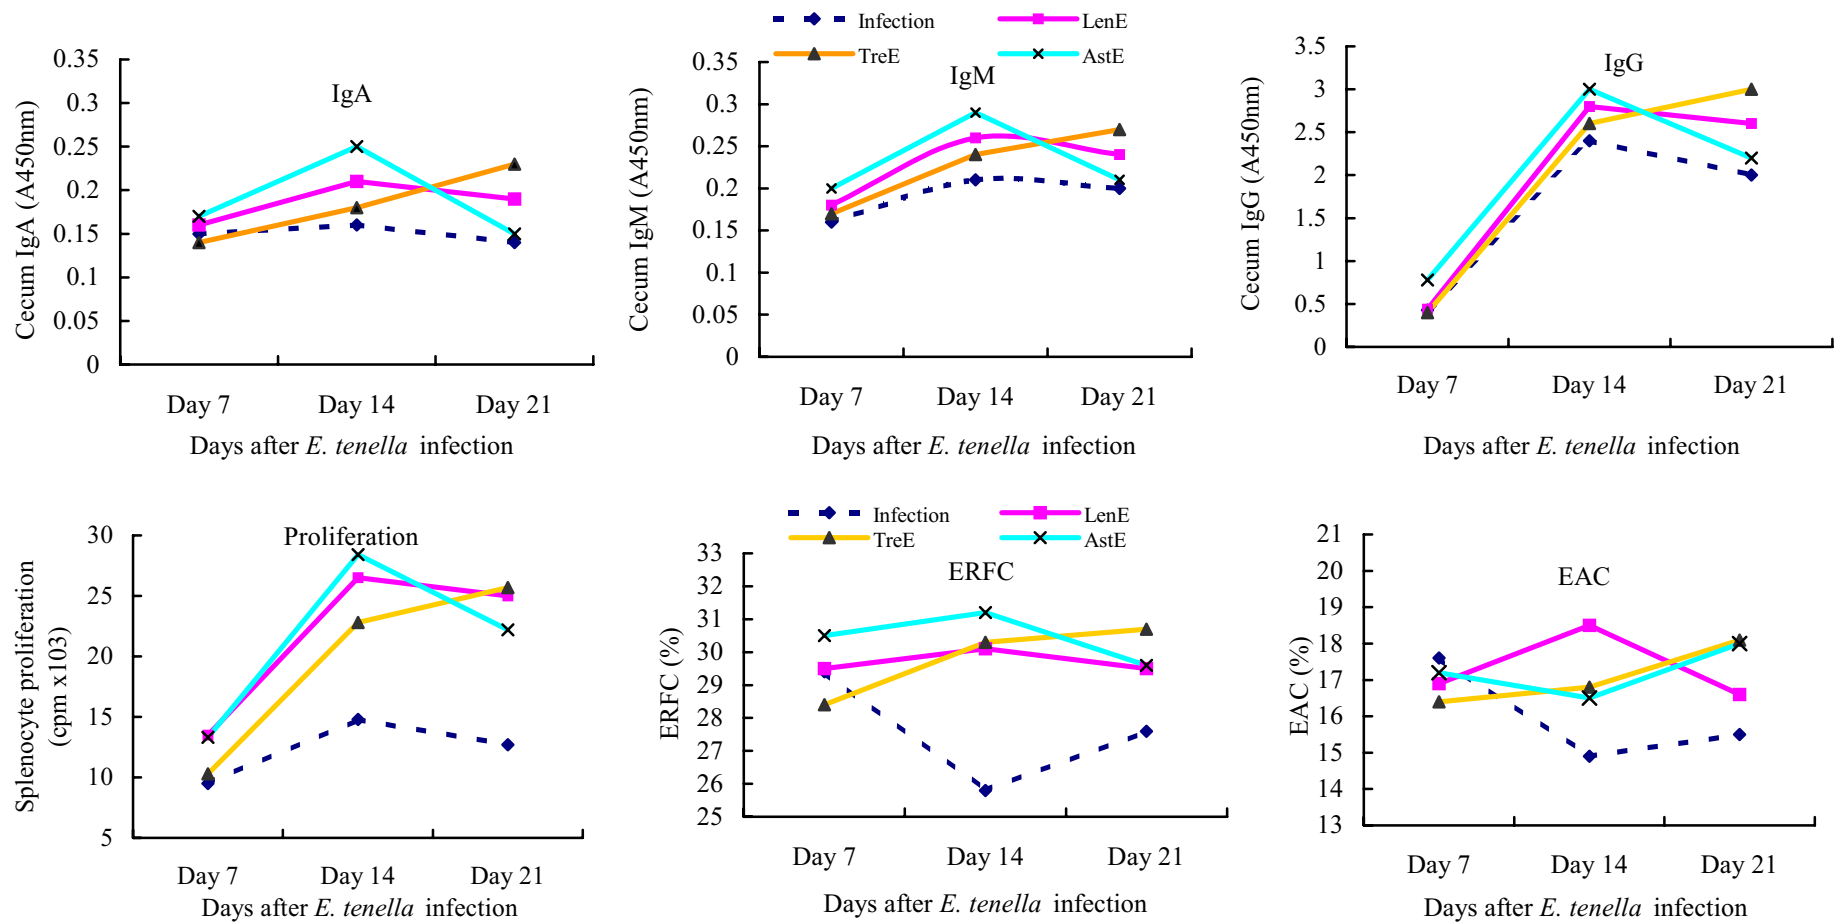 Infection
LenE
TreE
AstE
IgA
0.35
0.3
0.25
0.2
0.15
0.1
0.05
0
Cecum IgA (A450nm)
Day 7
Day 14
Day 21
Days after E. tenella infection
IgM
0.35
0.3
0.25
0.2
0.15
0.1
0.05
0
Cecum IgM (A450nm)
Day 7
Day 14
Day 21
Days after E. tenella infection
IgG
3.5
3
2.5
2
1.5
1
0.5
0
Cecum IgG (A450nm)
Day 7
Day 14
Day 21
Days after E. tenella infection
Proliferation
30
25
20
15
10
5
Splenocyte proliferation
(cpm x103)
Day 7
Day 14
Day 21
Days after E. tenella infection
Infection
LenE
TreE
AstE
ERFC
33
32
31
30
29
28
27
26
25
ERFC (%)
Day 7
Day 14
Day 21
Days after E. tenella infection
EAC
21
20
19
18
17
16
15
14
13
EAC (%)
Day 7
Day 14
Day 21
Days after E. tenella infection